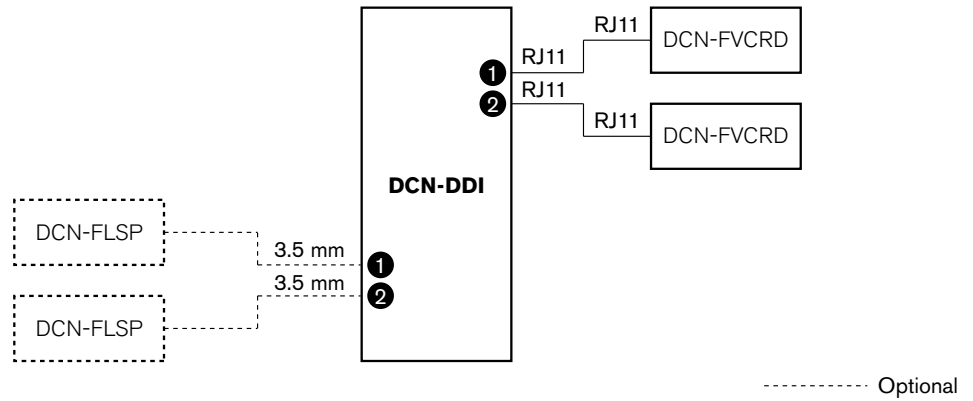 RJ11
DCN-FVCRD
RJ11
1
RJ11
2
RJ11
DCN-FVCRD
DCN-DDI
DCN-FLSP
3.5 mm
1
3.5 mm
2
DCN-FLSP
Optional